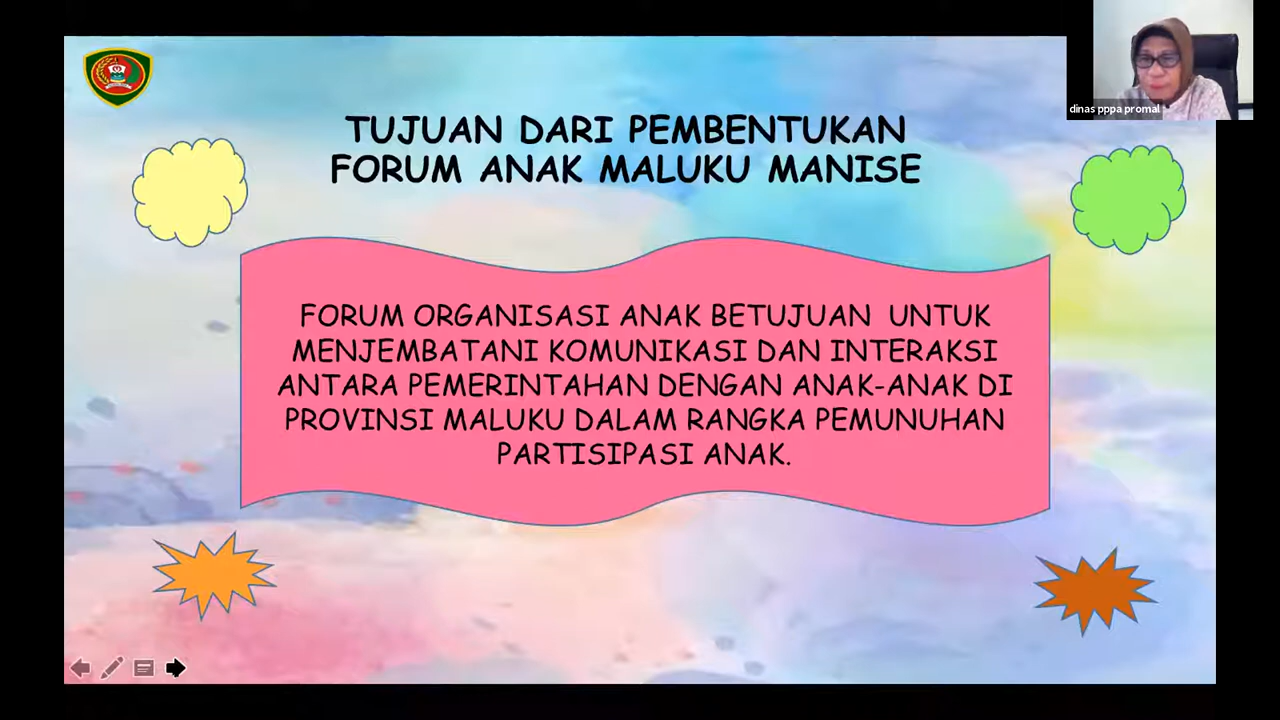 dinas pppa promal
TUJUAN DARI PEMBENTUKAN
FORUM ANAK MALUKU MANISE
FORUM ORGANISASI ANAK BETUJUAN UNTUK
MENJEMBATANI KOMUNIKASI DAN INTERAKSI
ANTARA PEMERINTAHAN DENGAN ANAK-ANAK DI
PROVINSI MALUKU DALAM RANGKA PEMUNUHAN
PARTISIPASI ANAK.